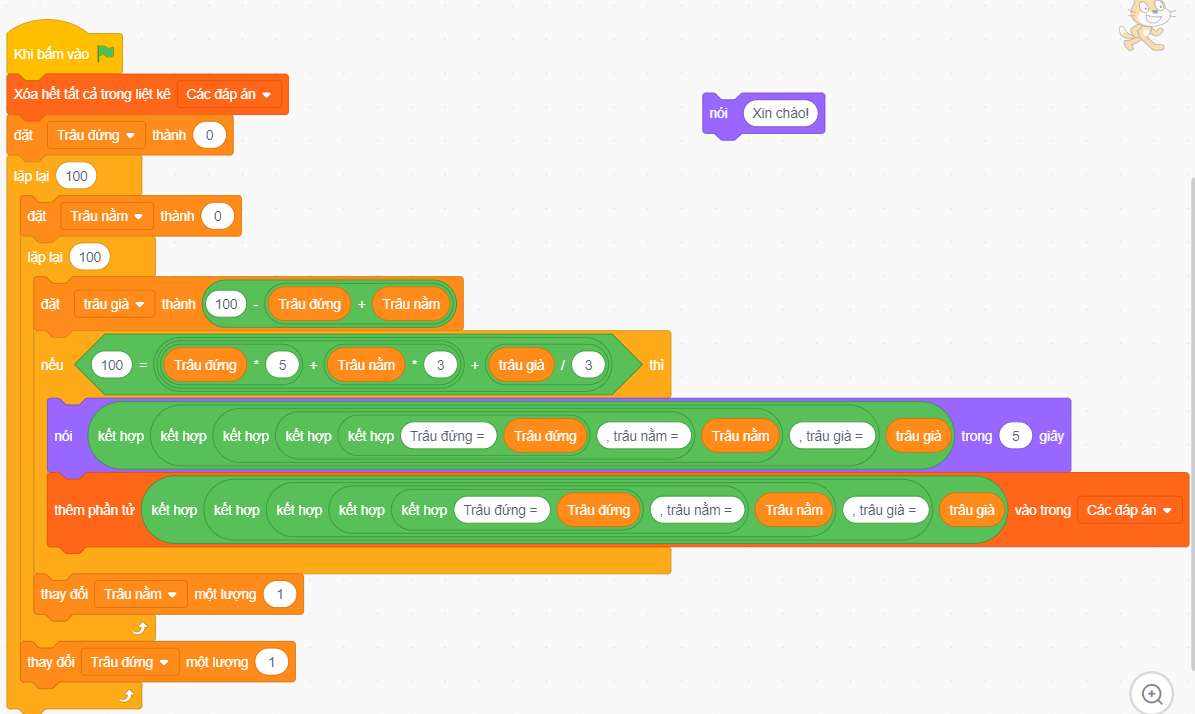 Khi bấm vào
Xóa hết tất cả trong liệt kê Các đáp án
nói Xin chào!
đặt Trâu đứng thành 0
lặp lại 100
đặt Trâu nằm thành 0
lặp lại 100
đặt trâu già thành 100 - Trâu đứng + Trâu nằm
nếu 100 = Trâu đứng * 5 + Trâu nằm * 3 + trâu già / 3 thì
nói kết hợp kết hợp kết hợp kết hợp kết hợp Trâu đứng = Trâu đứng , trâu nằm = Trâu nằm , trâu già = trâu già trong 5 giây
thêm phần tử kết hợp kết hợp kết hợp kết hợp kết hợp Trâu đứng = Trâu đứng , trâu nằm = Trâu nằm , trâu già = trâu già vào trong Các đáp án
thay đổi Trâu nằm một lượng 1
thay đổi Trâu đứng một lượng 1